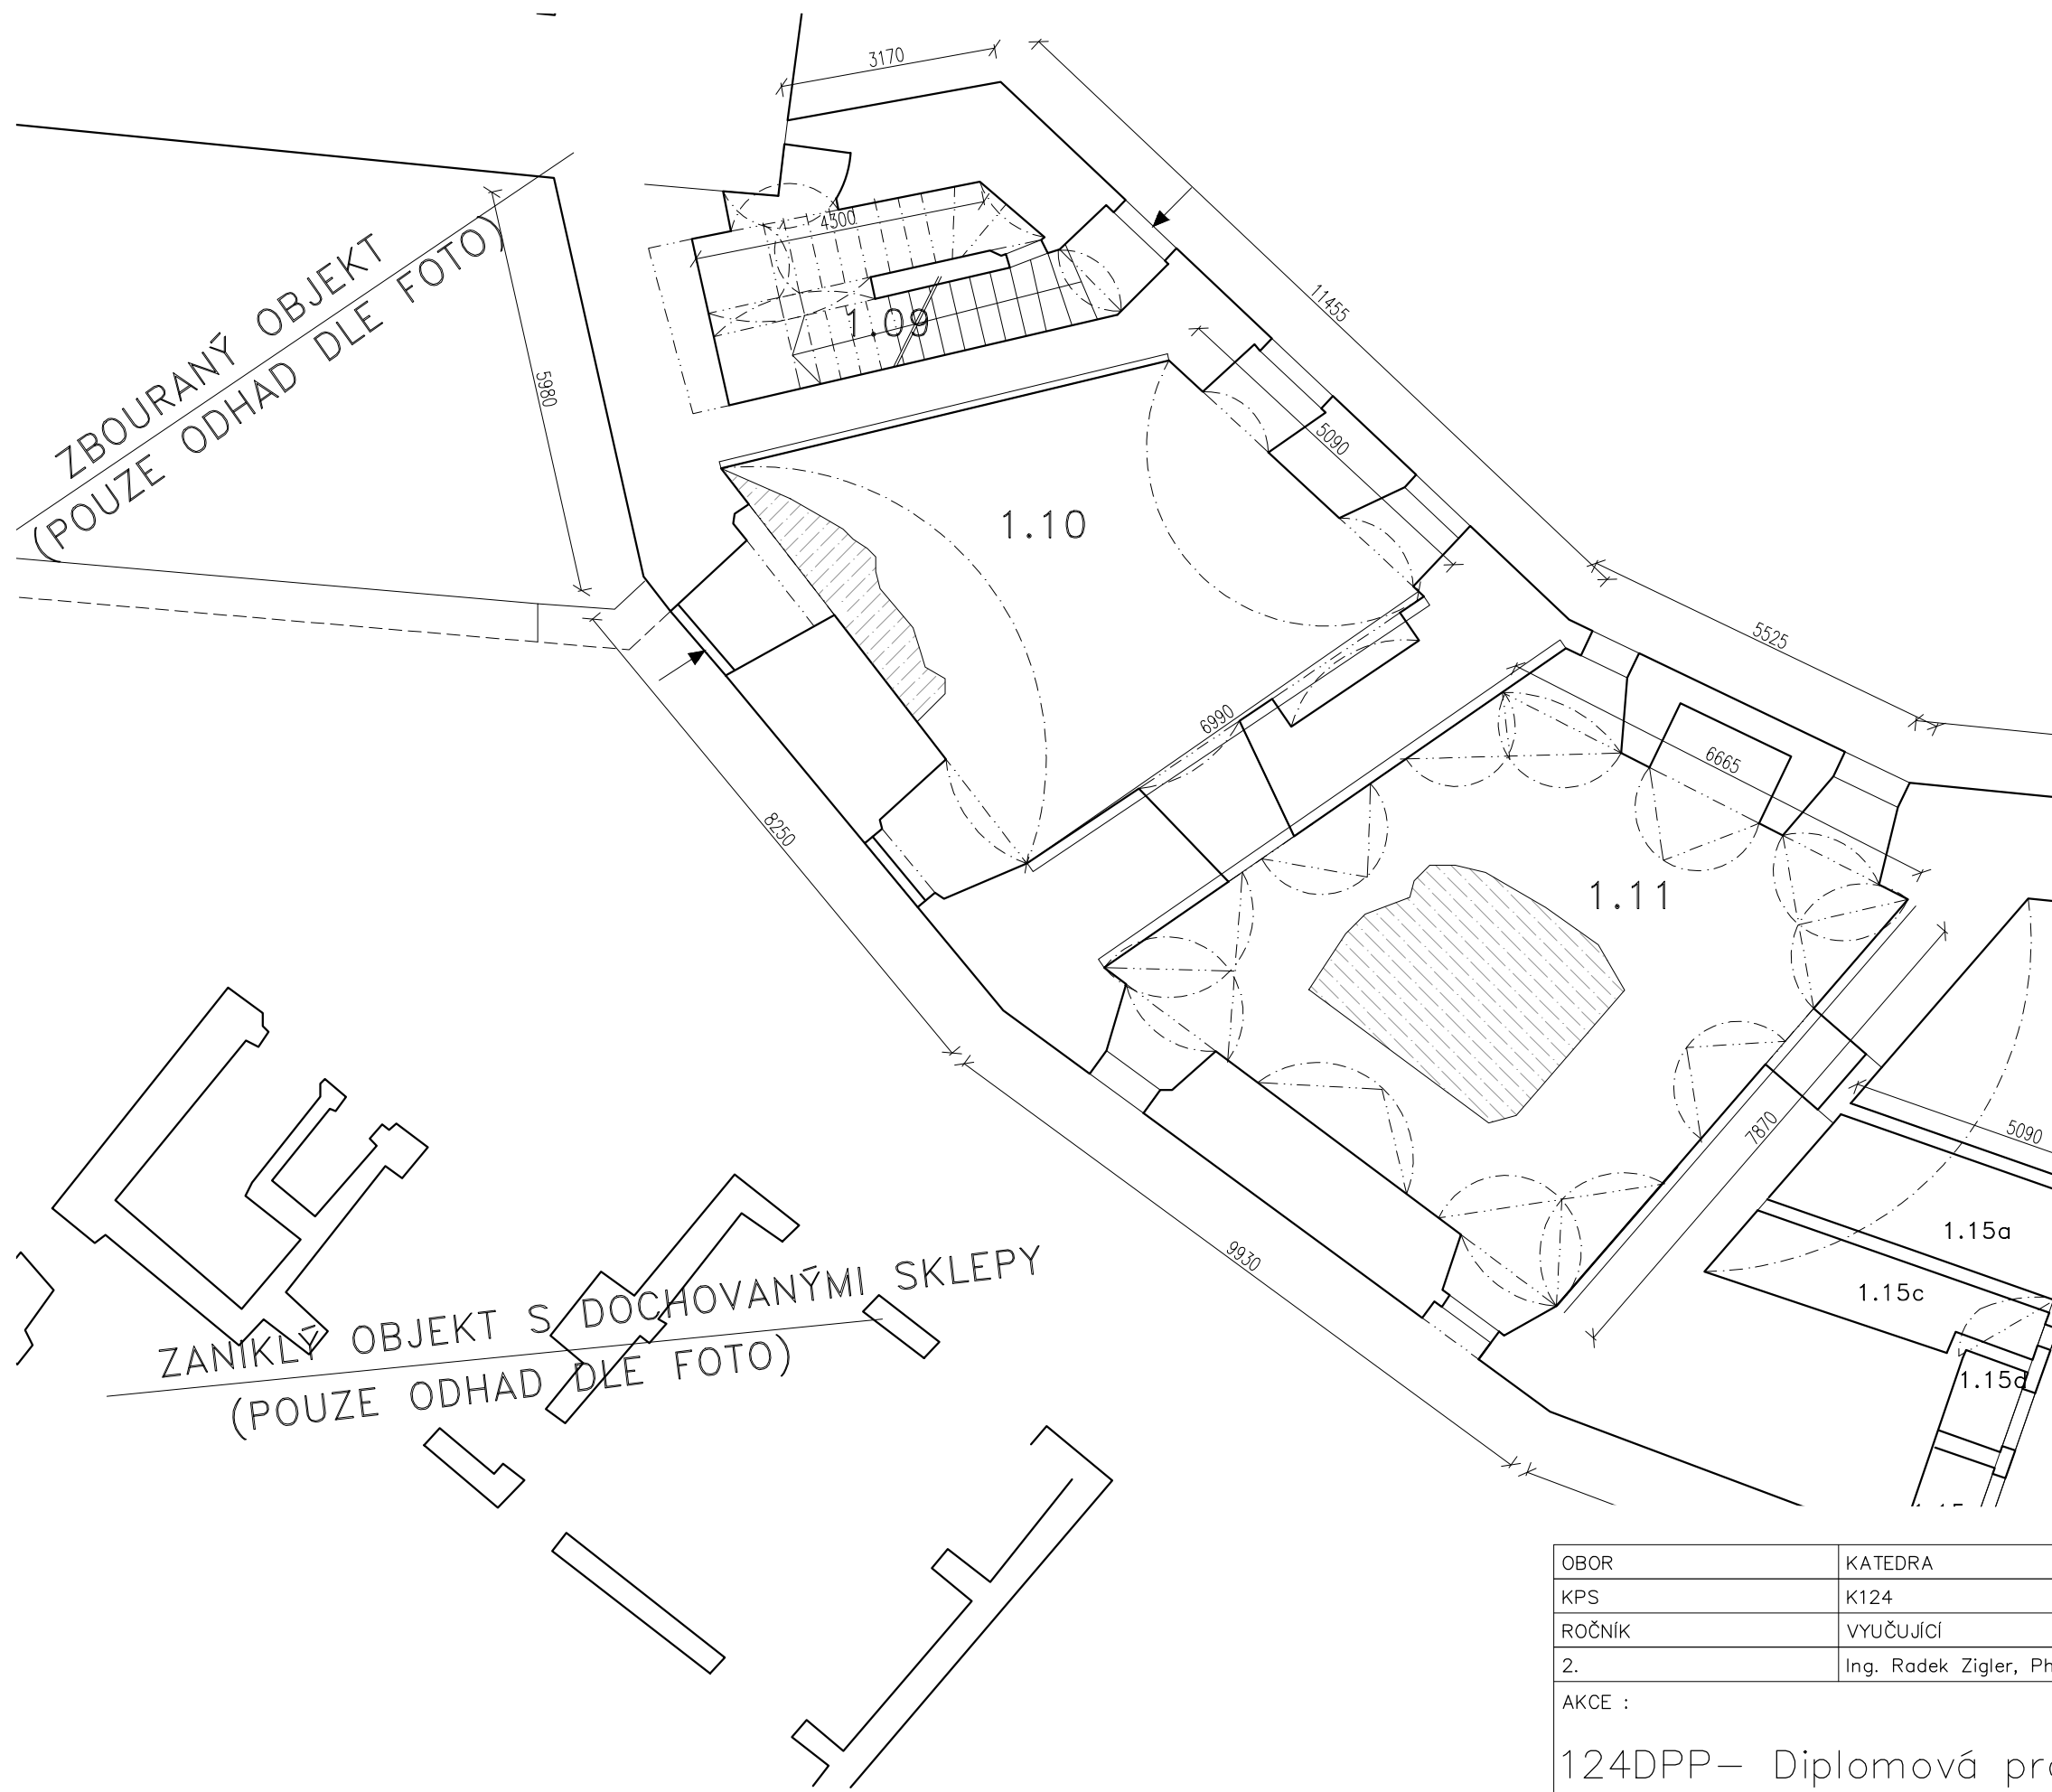 3170
11455
4300
1.09
ZBOURANÝ OBJEKT
(POUZE ODHAD DLE FOTO)
5980
5090
1.10
5525
6990
6665
8250
1.11
7870
5090
1.15a
9930
1.15c
1.15d
ZANIKLÝ OBJEKT S DOCHOVANÝMI SKLEPY
(POUZE ODHAD DLE FOTO)
OBOR KATEDRA
KPS K124
ROČNÍK VYUČUJÍCÍ
2. Ing. Radek Zigler, Ph
AKCE :
124DPP– Diplomová pro